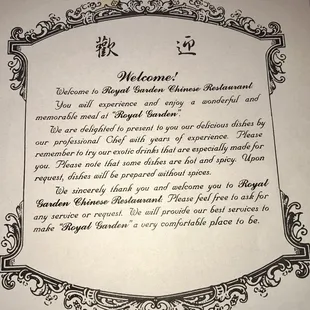 歡 迎
Welcome!
Welcome to Royal Garden Chinese Restaurant
You will experience and enjoy a wonderful and
memorable meal at "Royal Garden".
We are delighted to present to you our delicious dishes by
our professional Chef with years of experience. Please
remember to try our exotic drinks that are especially made for
you. Please note that some dishes are hot and spicy. Upon
request, dishes will be prepared without spices.
We sincerely thank you and welcome you to Royal
Garden Chinese Restaurant. Please feel free to ask for
any service or request. We will provide our best services to
make "Royal Garden" a very comfortable place to be.